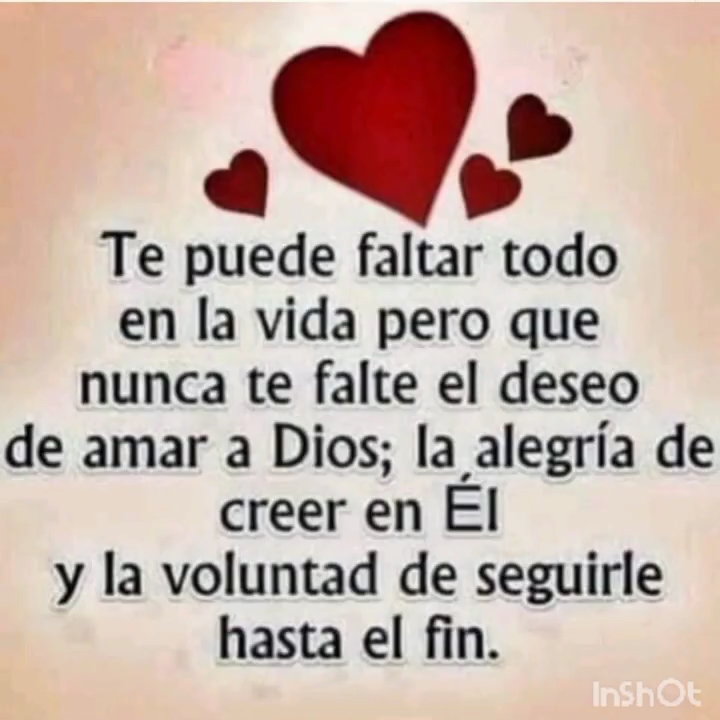 Te puede faltar todo
en la vida pero que
nunca te falte el deseo
de amar a Dios; la alegría de
creer en Él
y la voluntad de seguirle
hasta el fin.
InShOt